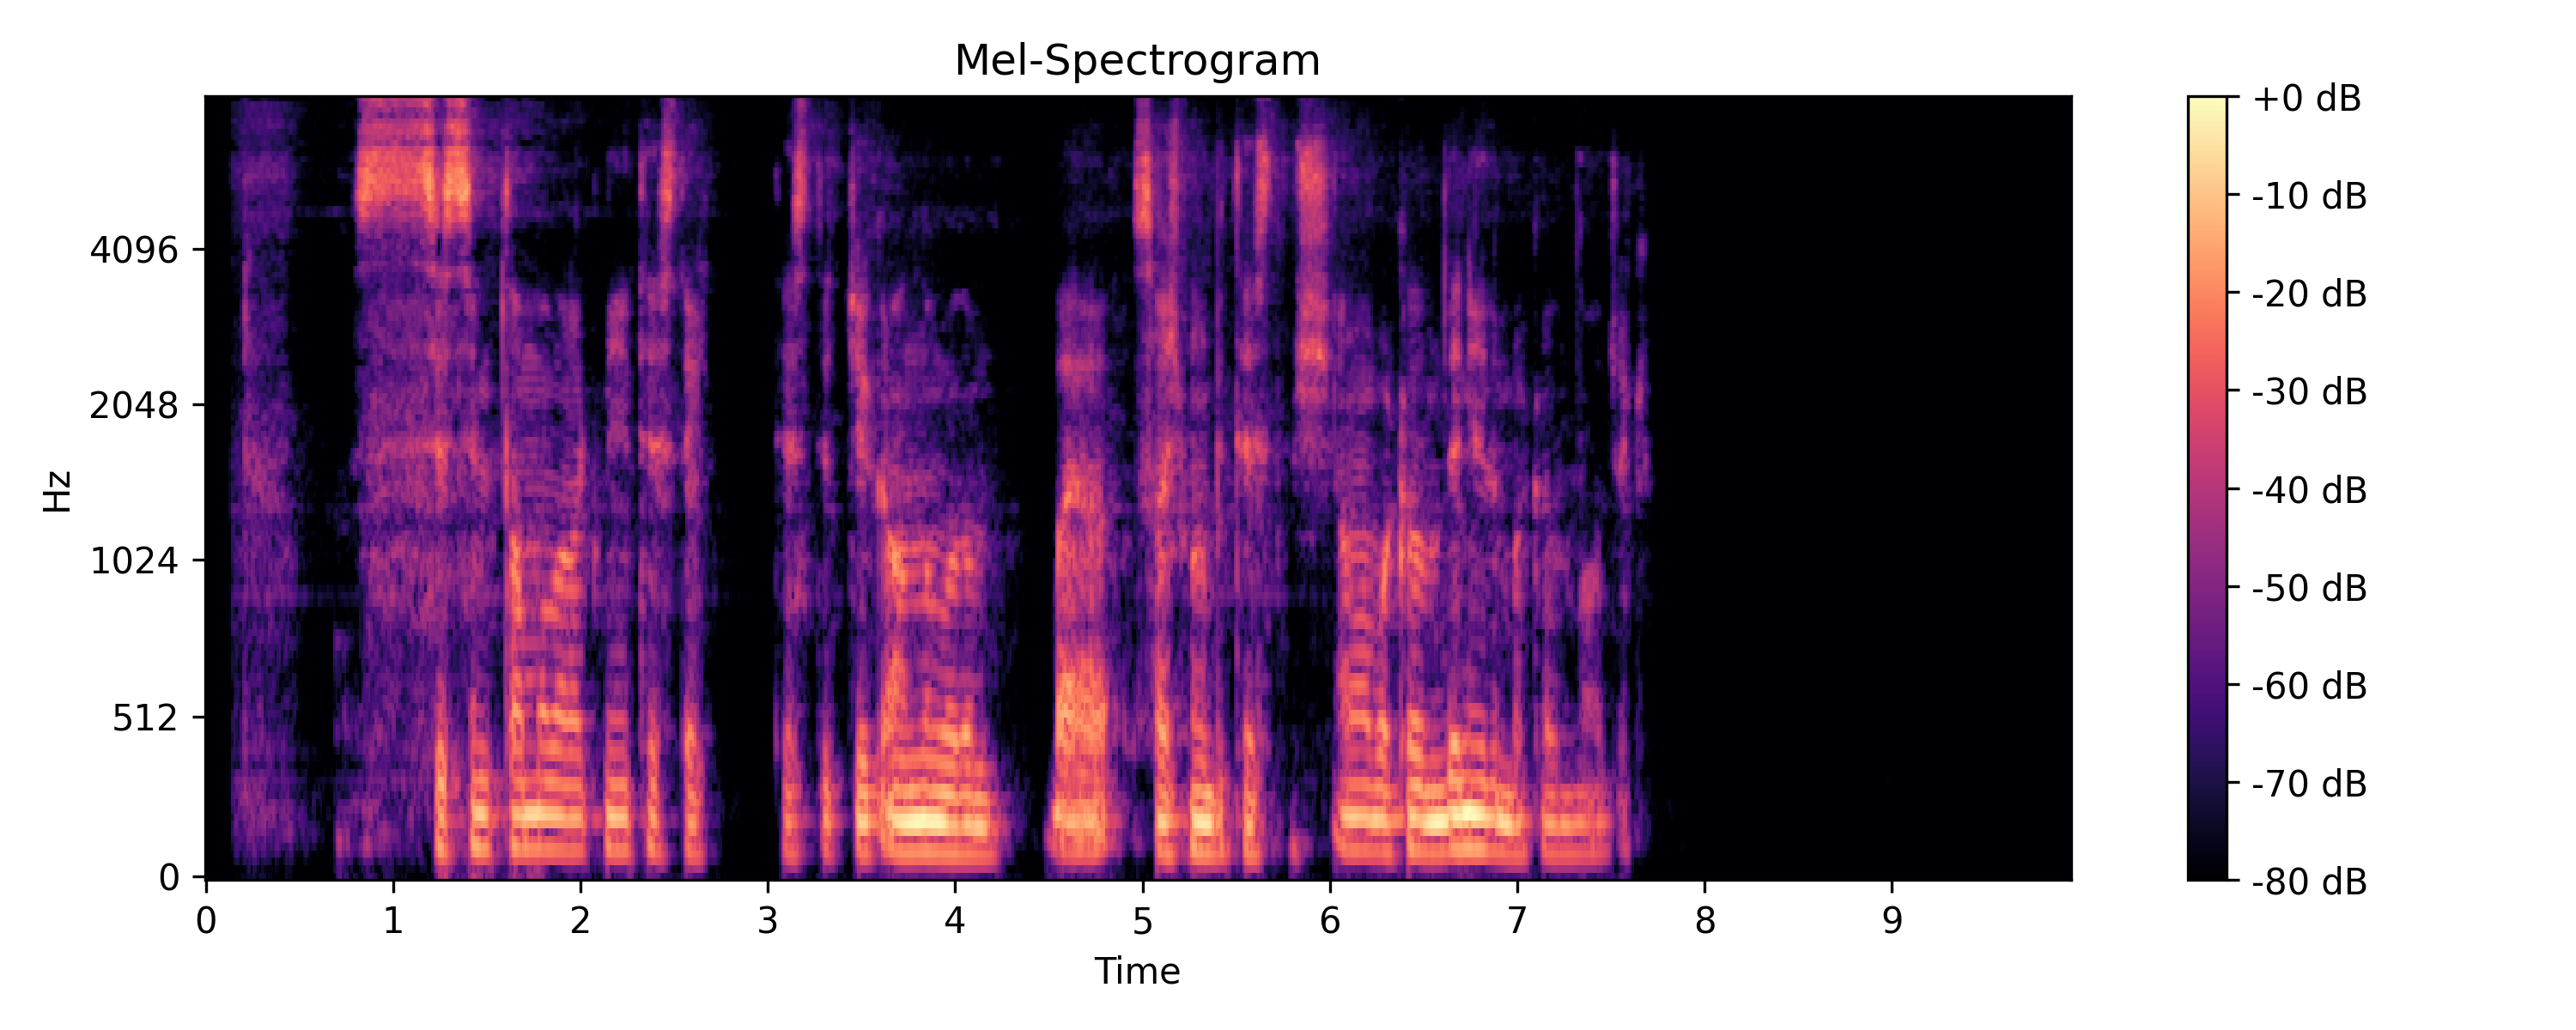 Mel-Spectrogram
+0 dB
-10 dB
-20 dB
-30 dB
-40 dB
-50 dB
-60 dB
-70 dB
-80 dB
Hz
4096
2048
1024
512
0
0 1 2 3 4 5 6 7 8 9
Time